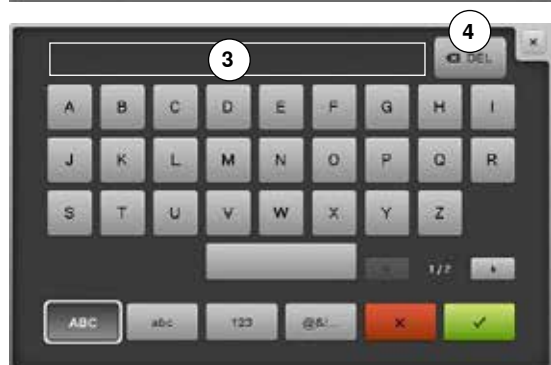 4
3
DEL ×
A B C D E F G H I
J K L M N O P Q R
S T U V W X Y Z
1/2
ABC abc 123 @&!... × ✓